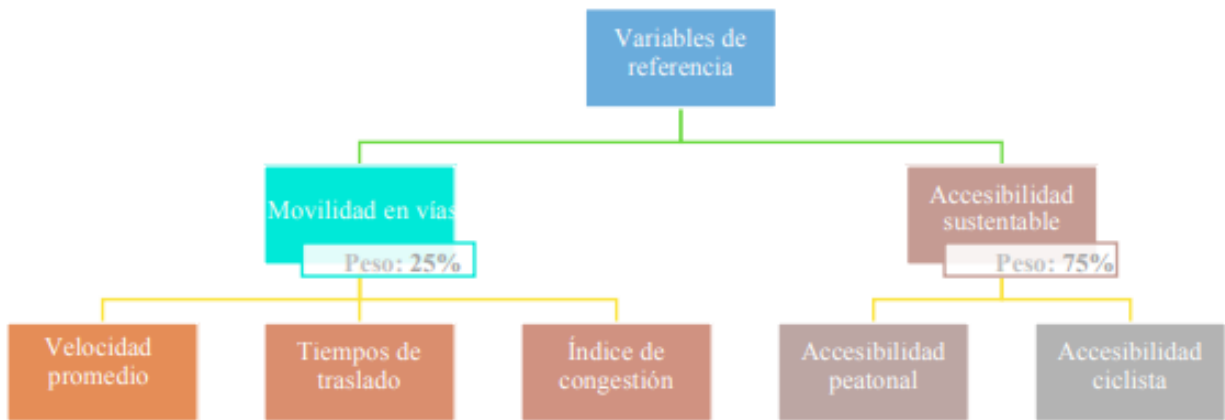 Variables de
referencia
Movilidad en vías
Peso: 25%
Accesibilidad
sustentable
Peso: 75%
Velocidad
promedio
Tiempos de
traslado
Índice de
congestión
Accesibilidad
peatonal
Accesibilidad
ciclista